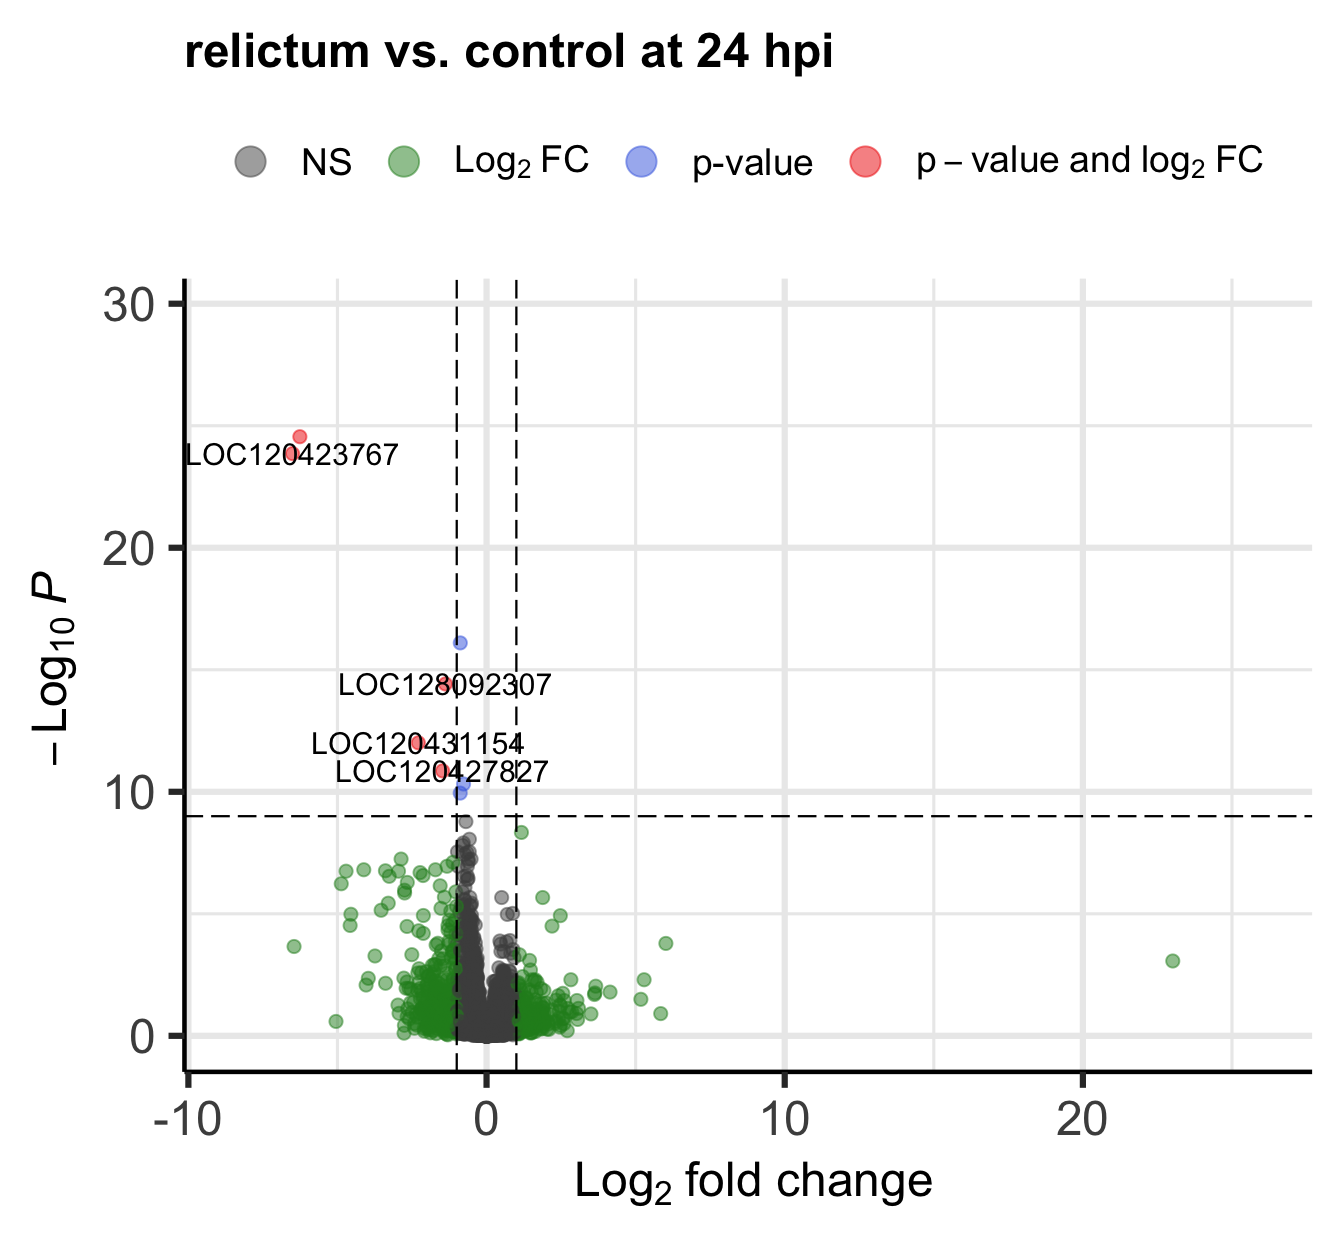 relictum vs. control at 24 hpi
NS Log₂ FC p-value p – value and log₂ FC
30
20
10
0
– Log₁₀ P
LOC120423767
LOC128092307
LOC120431154
LOC120427827
-10 0 10 20
Log₂ fold change